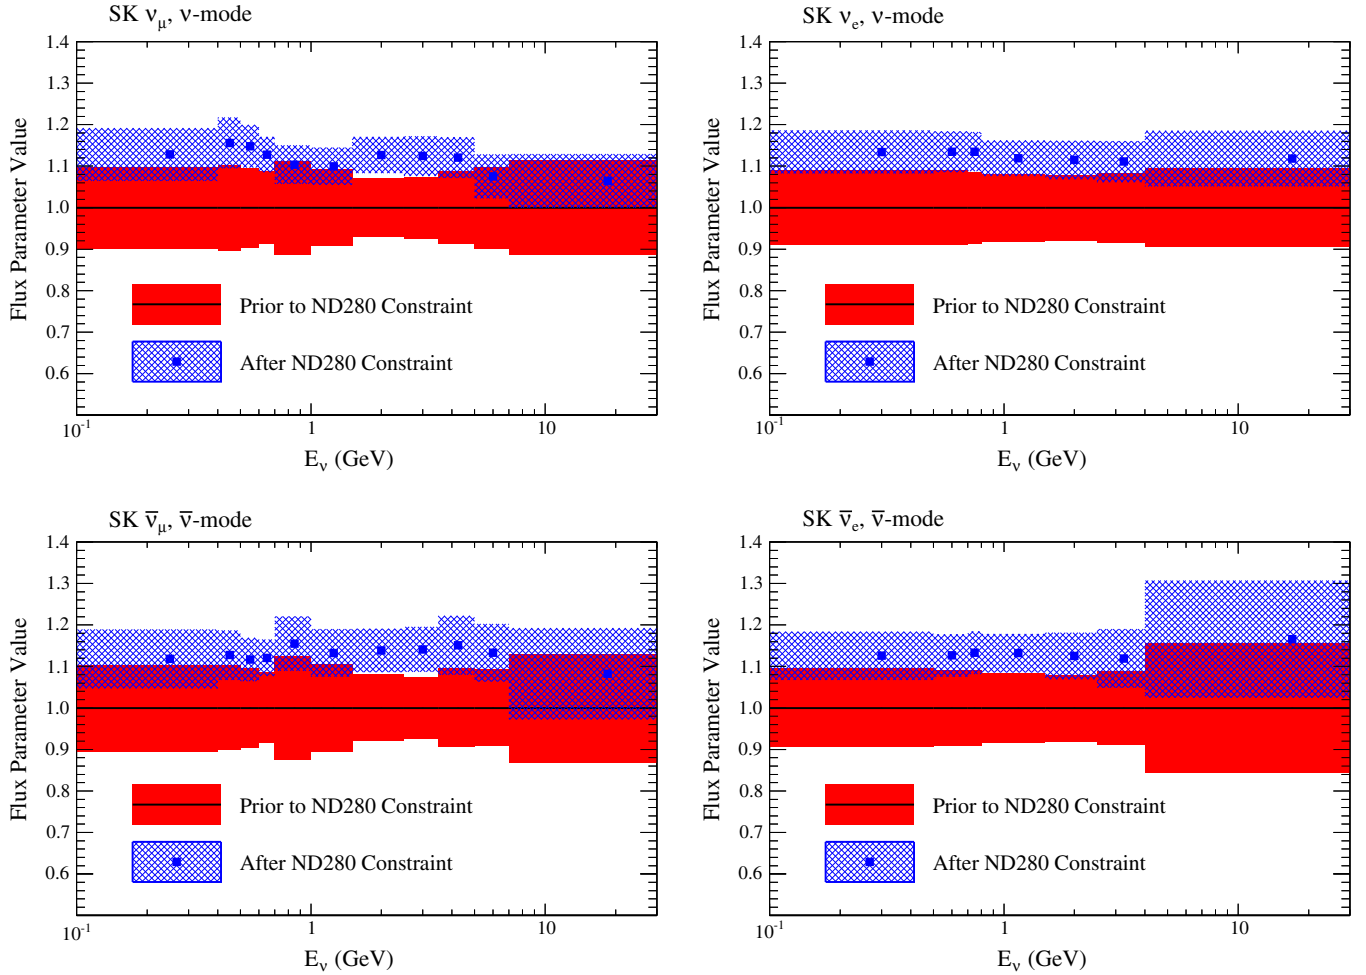 SK ν_μ, ν-mode
Flux Parameter Value
1.4
1.3
1.2
1.1
1.0
0.9
0.8
0.7
0.6
Prior to ND280 Constraint
After ND280 Constraint
10⁻¹ 1 10
E_ν (GeV)
SK ν_e, ν-mode
Flux Parameter Value
1.4
1.3
1.2
1.1
1.0
0.9
0.8
0.7
0.6
Prior to ND280 Constraint
After ND280 Constraint
10⁻¹ 1 10
E_ν (GeV)
SK ν̅_μ, ν̅-mode
Flux Parameter Value
1.4
1.3
1.2
1.1
1.0
0.9
0.8
0.7
0.6
Prior to ND280 Constraint
After ND280 Constraint
10⁻¹ 1 10
E_ν (GeV)
SK ν̅_e, ν̅-mode
Flux Parameter Value
1.4
1.3
1.2
1.1
1.0
0.9
0.8
0.7
0.6
Prior to ND280 Constraint
After ND280 Constraint
10⁻¹ 1 10
E_ν (GeV)